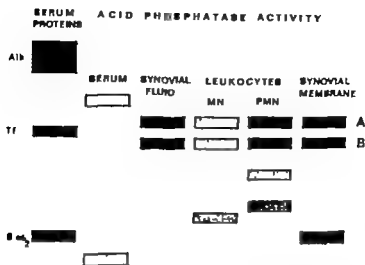 SERUM PROTEINS
ACID PHOSPHATASE ACTIVITY
Alb
SERUM
SYNOVIAL FLUID
LEUKOCYTES
MN
PMN
SYNOVIAL MEMBRANE
A
B
Tf